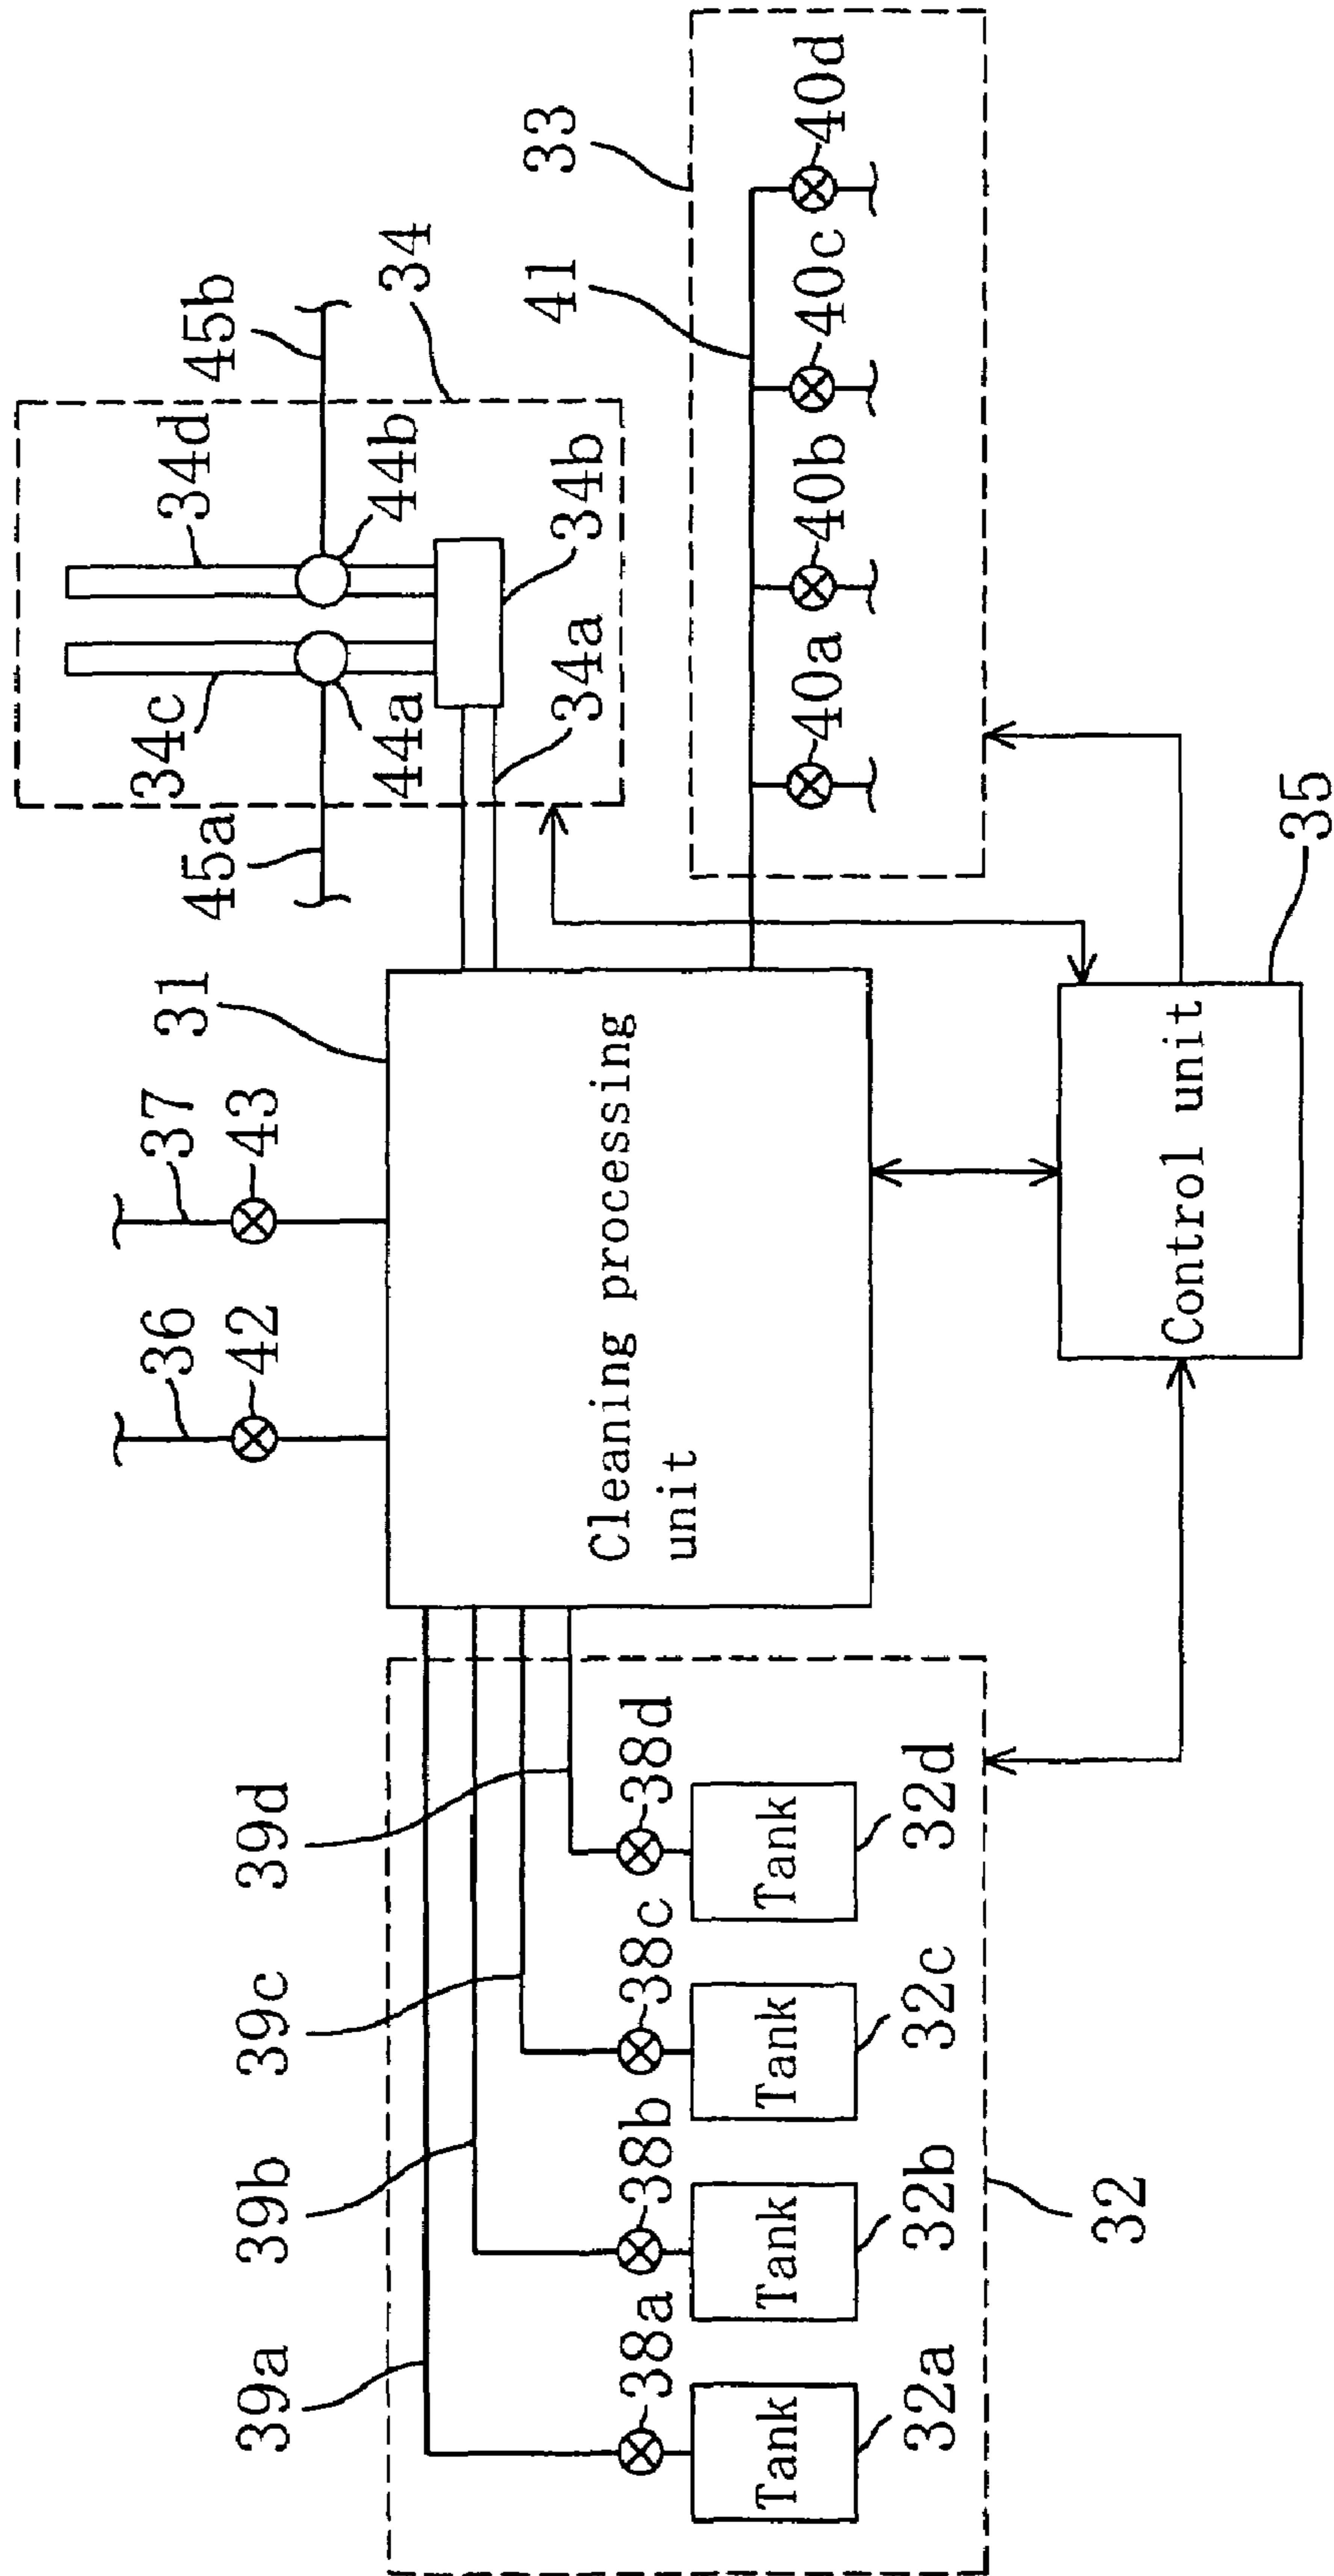 36
37
42
43
31
45a
34c
44a
34d
44b
45b
34
34a
34b
41
33
40a
40b
40c
40d
39a
39b
39c
39d
38a
38b
38c
38d
Tank
Tank
Tank
Tank
32a
32b
32c
32d
32
Cleaning processing
unit
Control unit
35